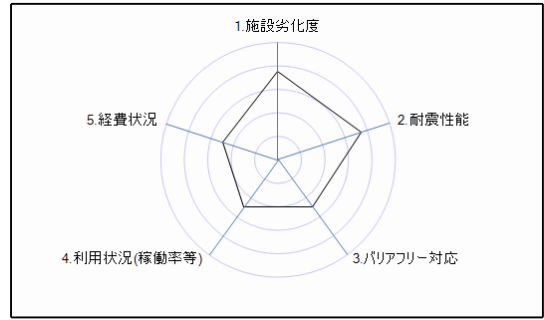 1.施設劣化度
2.耐震性能
3.バリアフリー対応
4.利用状況(稼働率等)
5.経費状況